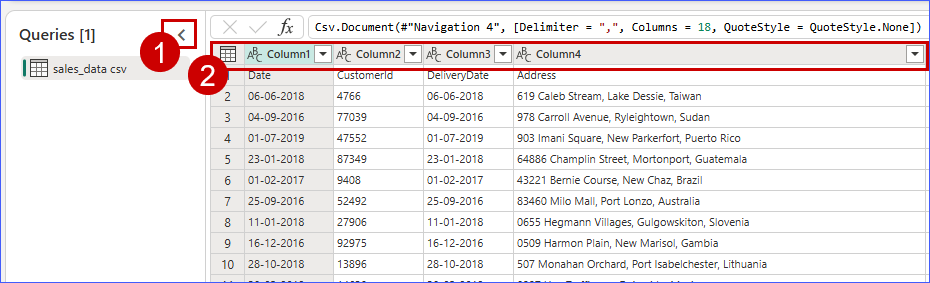 Queries [1]
1
sales_data csv
fx Csv.Document(#"Navigation 4", [Delimiter = ",", Columns = 18, QuoteStyle = QuoteStyle.None])
2
ABC Column1 ABC Column2 ABC Column3 ABC Column4
Date CustomerId DeliveryDate Address
2 06-06-2018 4766 06-06-2018 619 Caleb Stream, Lake Dessie, Taiwan
3 04-09-2016 77039 04-09-2016 978 Carroll Avenue, Ryleightown, Sudan
4 01-07-2019 47552 01-07-2019 903 Imani Square, New Parkerfort, Puerto Rico
5 23-01-2018 87349 23-01-2018 64886 Champlin Street, Mortonport, Guatemala
6 01-02-2017 9408 01-02-2017 43221 Bernie Course, New Chaz, Brazil
7 25-09-2016 52492 25-09-2016 83460 Milo Mall, Port Lonzo, Australia
8 11-01-2018 27906 11-01-2018 0655 Hegmann Villages, Gulgowskiton, Slovenia
9 16-12-2016 92975 16-12-2016 0509 Harmon Plain, New Marisol, Gambia
10 28-10-2018 13896 28-10-2018 507 Monahan Orchard, Port Isabelchester, Lithuania